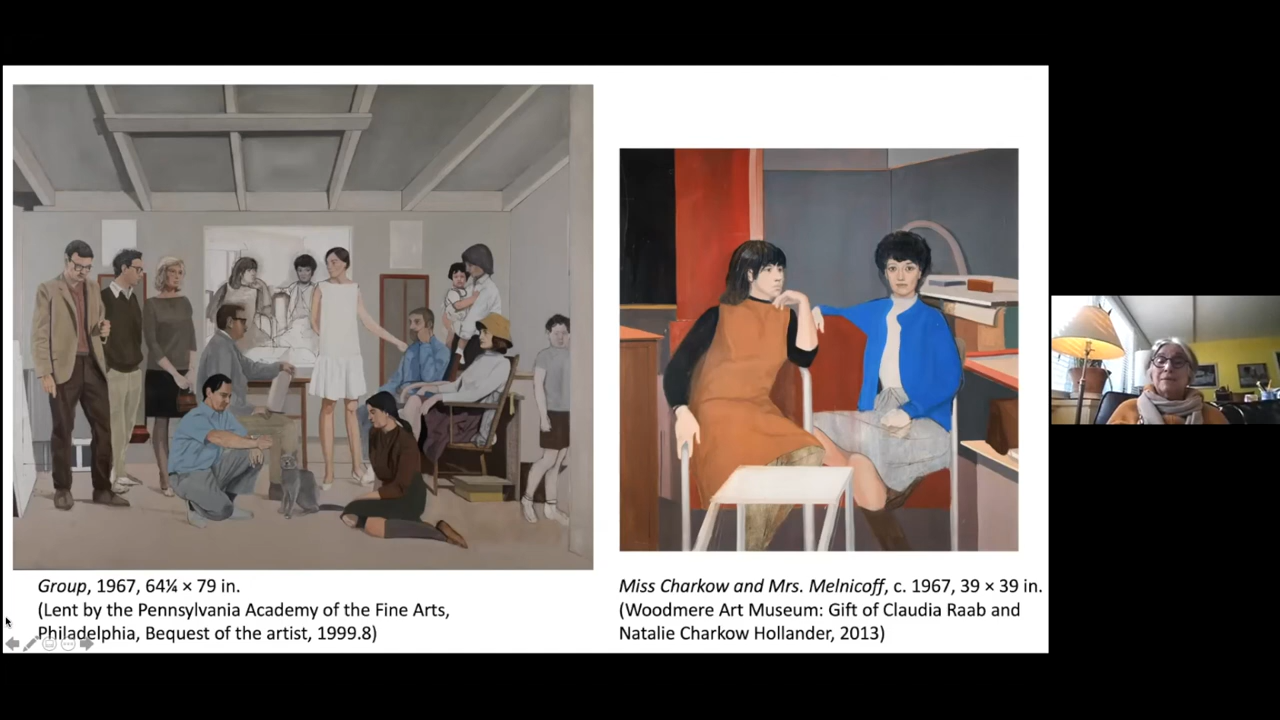 Group, 1967, 64¼ × 79 in.
(Lent by the Pennsylvania Academy of the Fine Arts,
Philadelphia, Bequest of the artist, 1999.8)
Miss Charkow and Mrs. Melnicoff, c. 1967, 39 × 39 in.
(Woodmere Art Museum: Gift of Claudia Raab and
Natalie Charkow Hollander, 2013)